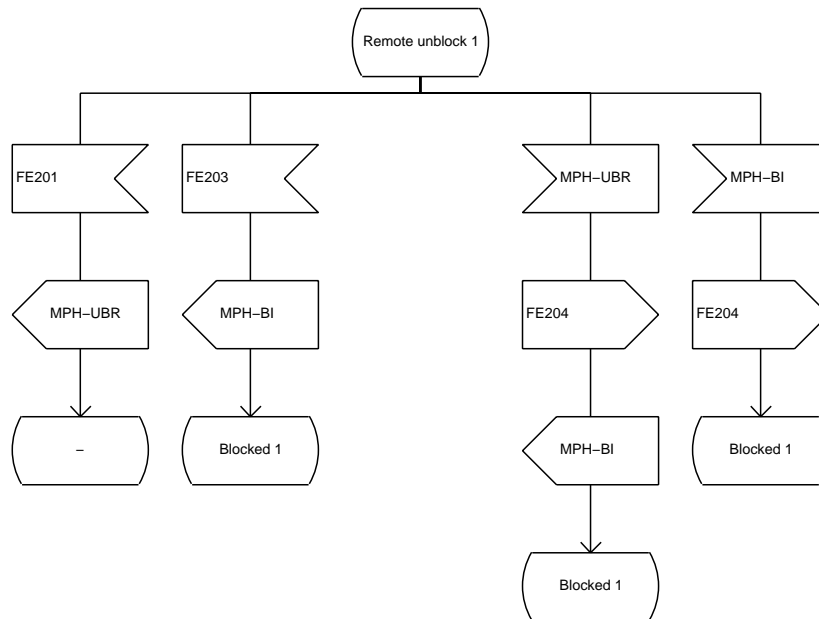 Remote unblock 1
FE201
FE203
MPH−UBR
MPH−BI
MPH−UBR
MPH−BI
FE204
FE204
−
Blocked 1
MPH−BI
Blocked 1
Blocked 1